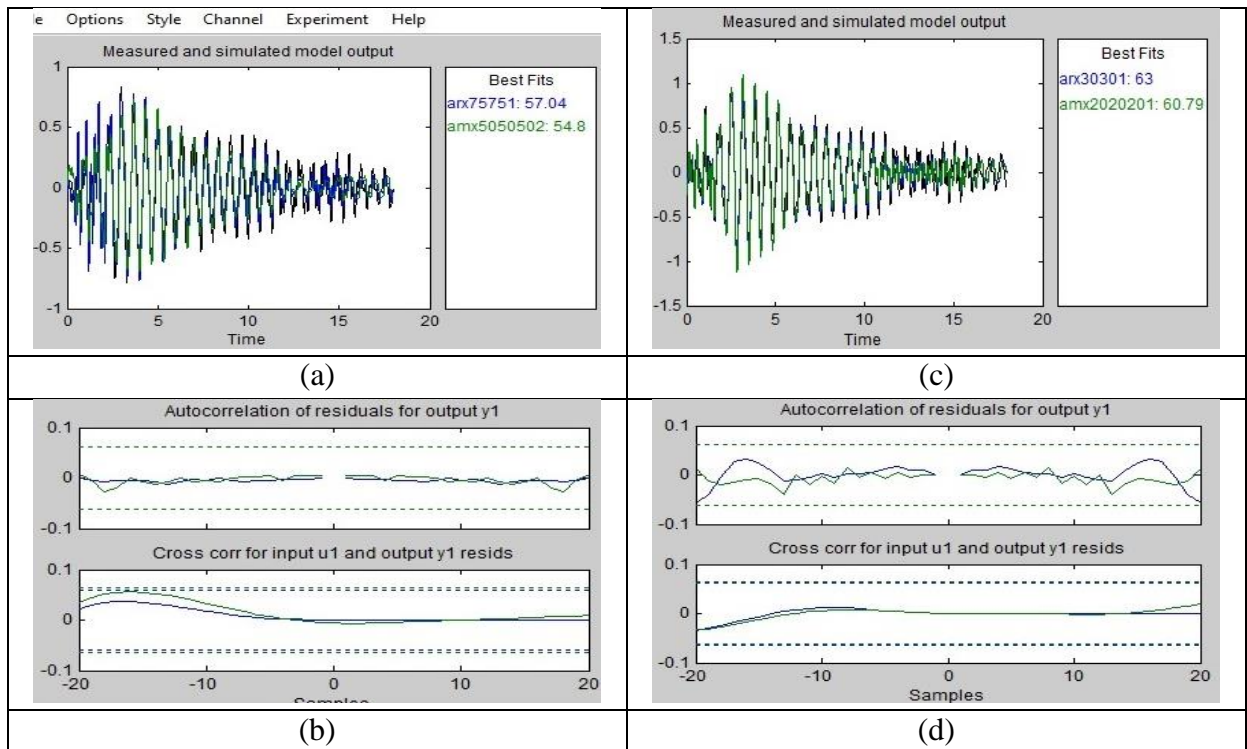 Options Style Channel Experiment Help
Measured and simulated model output
1
0.5
0
-0.5
-1
0 5 10 15 20
Time
Best Fits
arx75751: 57.04
amx5050502: 54.8
(a)
Measured and simulated model output
1.5
1
0.5
0
-0.5
-1
-1.5
0 5 10 15 20
Time
Best Fits
arx30301: 63
amx2020201: 60.79
(c)
Autocorrelation of residuals for output y1
0.1
0
-0.1
Cross corr for input u1 and output y1 resids
0.1
0
-0.1
-20 -10 0 10 20
Samples
(b)
Autocorrelation of residuals for output y1
0.1
0
-0.1
Cross corr for input u1 and output y1 resids
0.1
0
-0.1
-20 -10 0 10 20
Samples
(d)